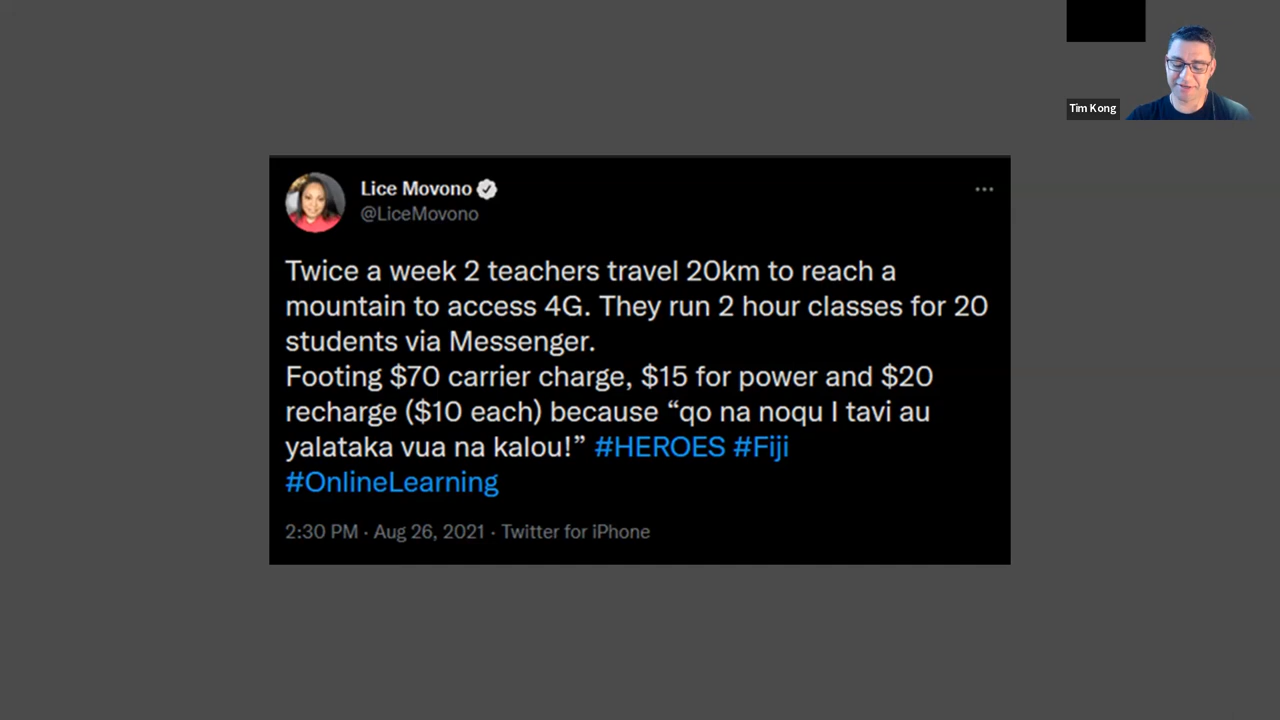 Tim Kong
Lice Movono
@LiceMovono
Twice a week 2 teachers travel 20km to reach a
mountain to access 4G. They run 2 hour classes for 20
students via Messenger.
Footing $70 carrier charge, $15 for power and $20
recharge ($10 each) because “qo na noqu I tavi au
yalataka vua na kalou!” #HEROES #Fiji
#OnlineLearning
2:30 PM · Aug 26, 2021 · Twitter for iPhone